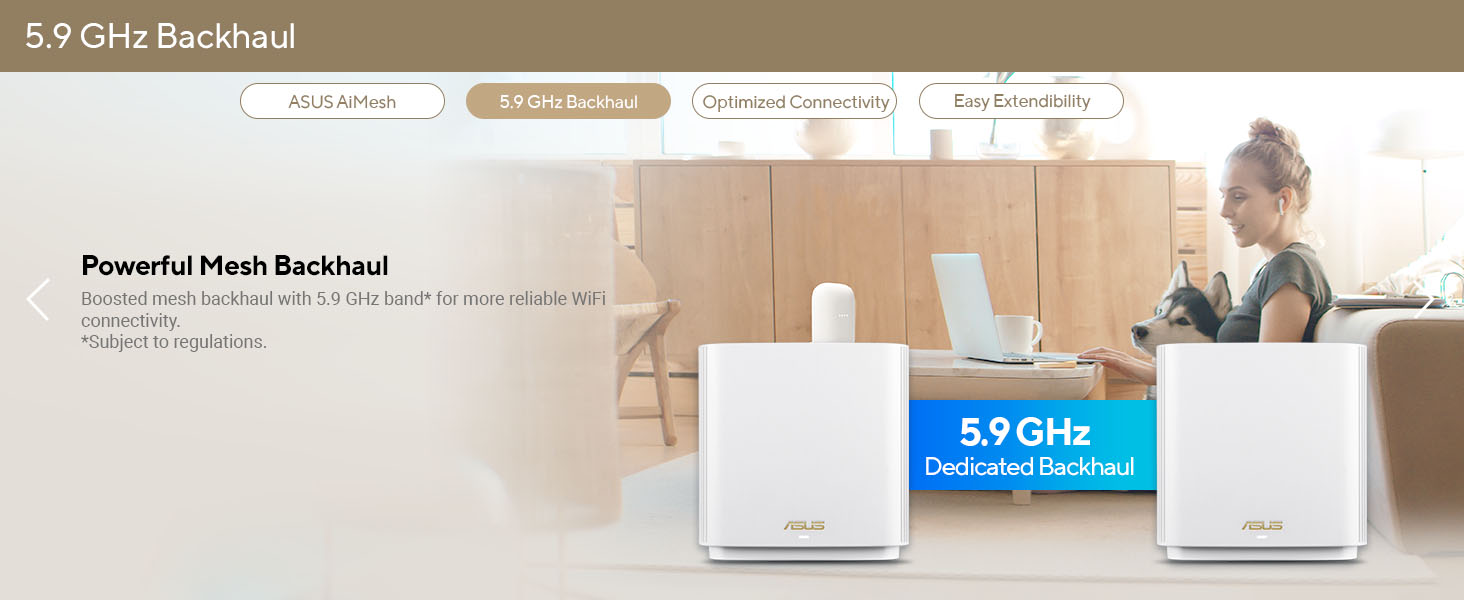 5.9 GHz Backhaul
ASUS AiMesh
5.9 GHz Backhaul
Optimized Connectivity
Easy Extendibility
Powerful Mesh Backhaul
Boosted mesh backhaul with 5.9 GHz band* for more reliable WiFi
connectivity.
*Subject to regulations.
5.9 GHz
Dedicated Backhaul
ASUS
ASUS